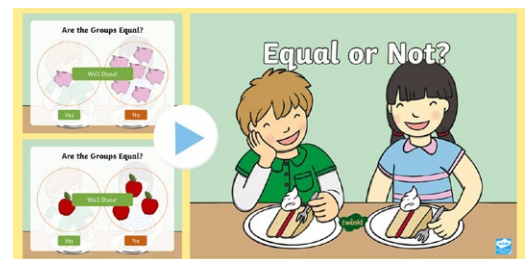 Are the Groups Equal?
Well Done!
Yes
No
Are the Groups Equal?
Well Done!
Yes
No
Equal or Not?
twinkl